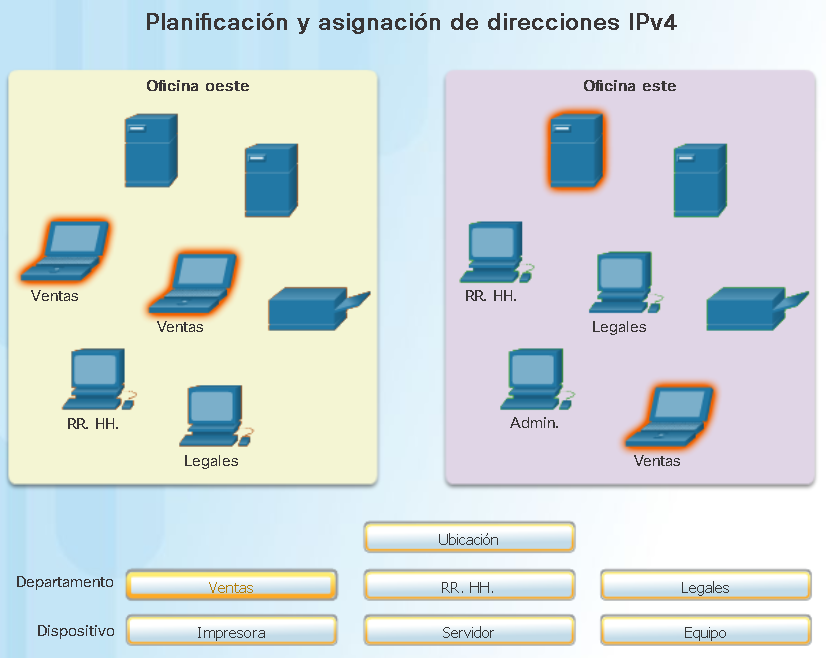 Planificación y asignación de direcciones IPv4
Oficina oeste
Oficina este
Ventas
Ventas
RR. HH.
Legales
RR. HH.
Legales
Admin.
Ventas
Ubicación
Departamento
Ventas
RR. HH.
Legales
Dispositivo
Impresora
Servidor
Equipo